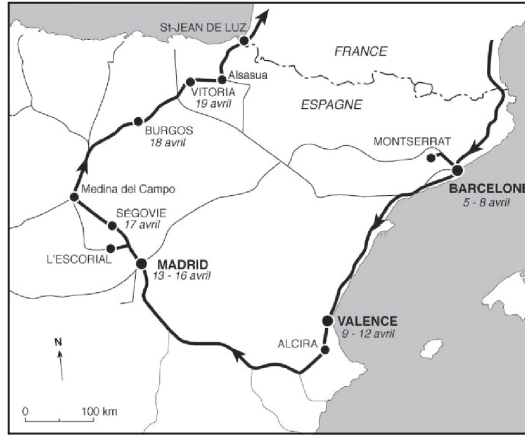 St-JEAN DE LUZ
FRANCE
Alsasua
VITORIA
19 avril
ESPAGNE
BURGOS
18 avril
MONTSERRAT
BARCELONE
5 - 8 avril
Medina del Campo
SÉGOVIE
17 avril
L'ESCORIAL
MADRID
13 - 16 avril
VALENCE
9 - 12 avril
ALCIRA
N
0 100 km